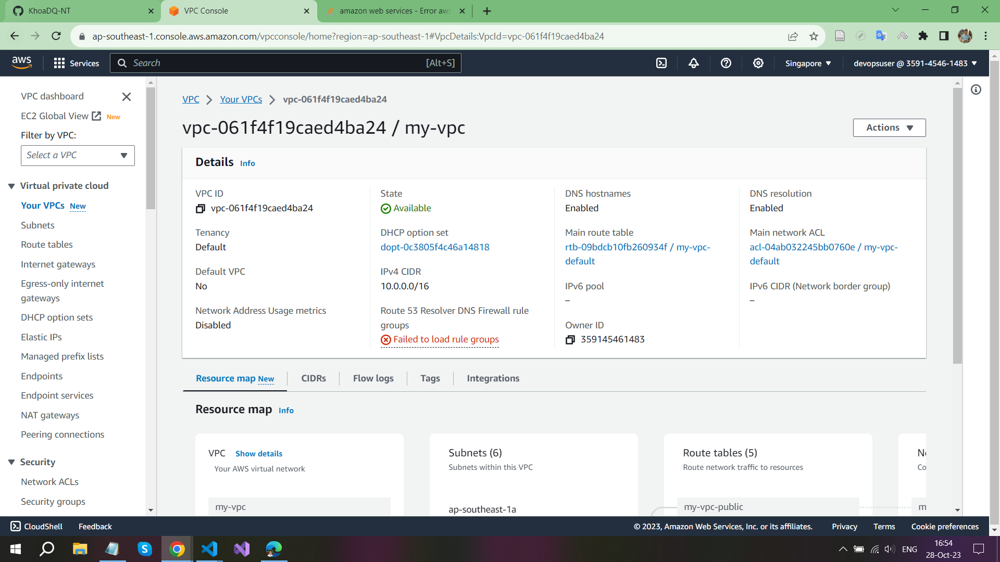 KhoaDQ-NT
VPC Console
amazon web services - Error aws
ap-southeast-1.console.aws.amazon.com/vpcconsole/home?region=ap-southeast-1#VpcDetails:VpcId=vpc-061f4f19caed4ba24
aws
Services
Search
[Alt+S]
Singapore
devopsuser @ 3591-4546-1483
VPC dashboard
EC2 Global View New
Filter by VPC:
Select a VPC
Virtual private cloud
Your VPCs New
Subnets
Route tables
Internet gateways
Egress-only internet
gateways
DHCP option sets
Elastic IPs
Managed prefix lists
Endpoints
Endpoint services
NAT gateways
Peering connections
Security
Network ACLs
Security groups
VPC
Your VPCs
vpc-061f4f19caed4ba24
vpc-061f4f19caed4ba24 / my-vpc
Actions
Details Info
VPC ID
vpc-061f4f19caed4ba24
State
Available
DNS hostnames
Enabled
DNS resolution
Enabled
Tenancy
Default
DHCP option set
dopt-0c3805f4c46a14818
Main route table
rtb-09bdcb10fb260934f / my-vpc-
default
Main network ACL
acl-04ab032245bb0760e / my-vpc-
default
Default VPC
No
IPv4 CIDR
10.0.0.0/16
IPv6 pool
–
IPv6 CIDR (Network border group)
–
Network Address Usage metrics
Disabled
Route 53 Resolver DNS Firewall rule
groups
Failed to load rule groups
Owner ID
359145461483
Resource map New
CIDRs
Flow logs
Tags
Integrations
Resource map Info
VPC Show details
Your AWS virtual network
my-vpc
Subnets (6)
Subnets within this VPC
ap-southeast-1a
Route tables (5)
Route network traffic to resources
my-vpc-public
CloudShell
Feedback
© 2023, Amazon Web Services, Inc. or its affiliates.
Privacy
Terms
Cookie preferences
ENG
16:54
28-Oct-23